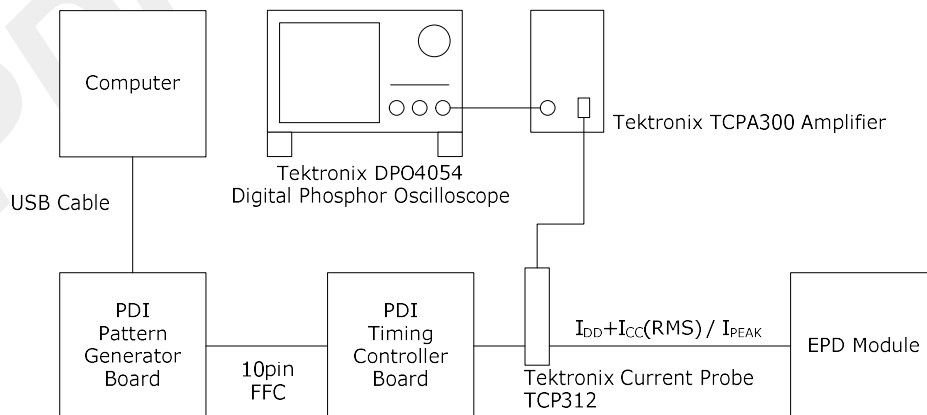 Computer
Tektronix TCPA300 Amplifier
Tektronix DPO4054
Digital Phosphor Oscilloscope
USB Cable
PDI
Pattern
Generator
Board
10pin
FFC
PDI
Timing
Controller
Board
IDD+ICC(RMS) / IPEAK
Tektronix Current Probe
TCP312
EPD Module